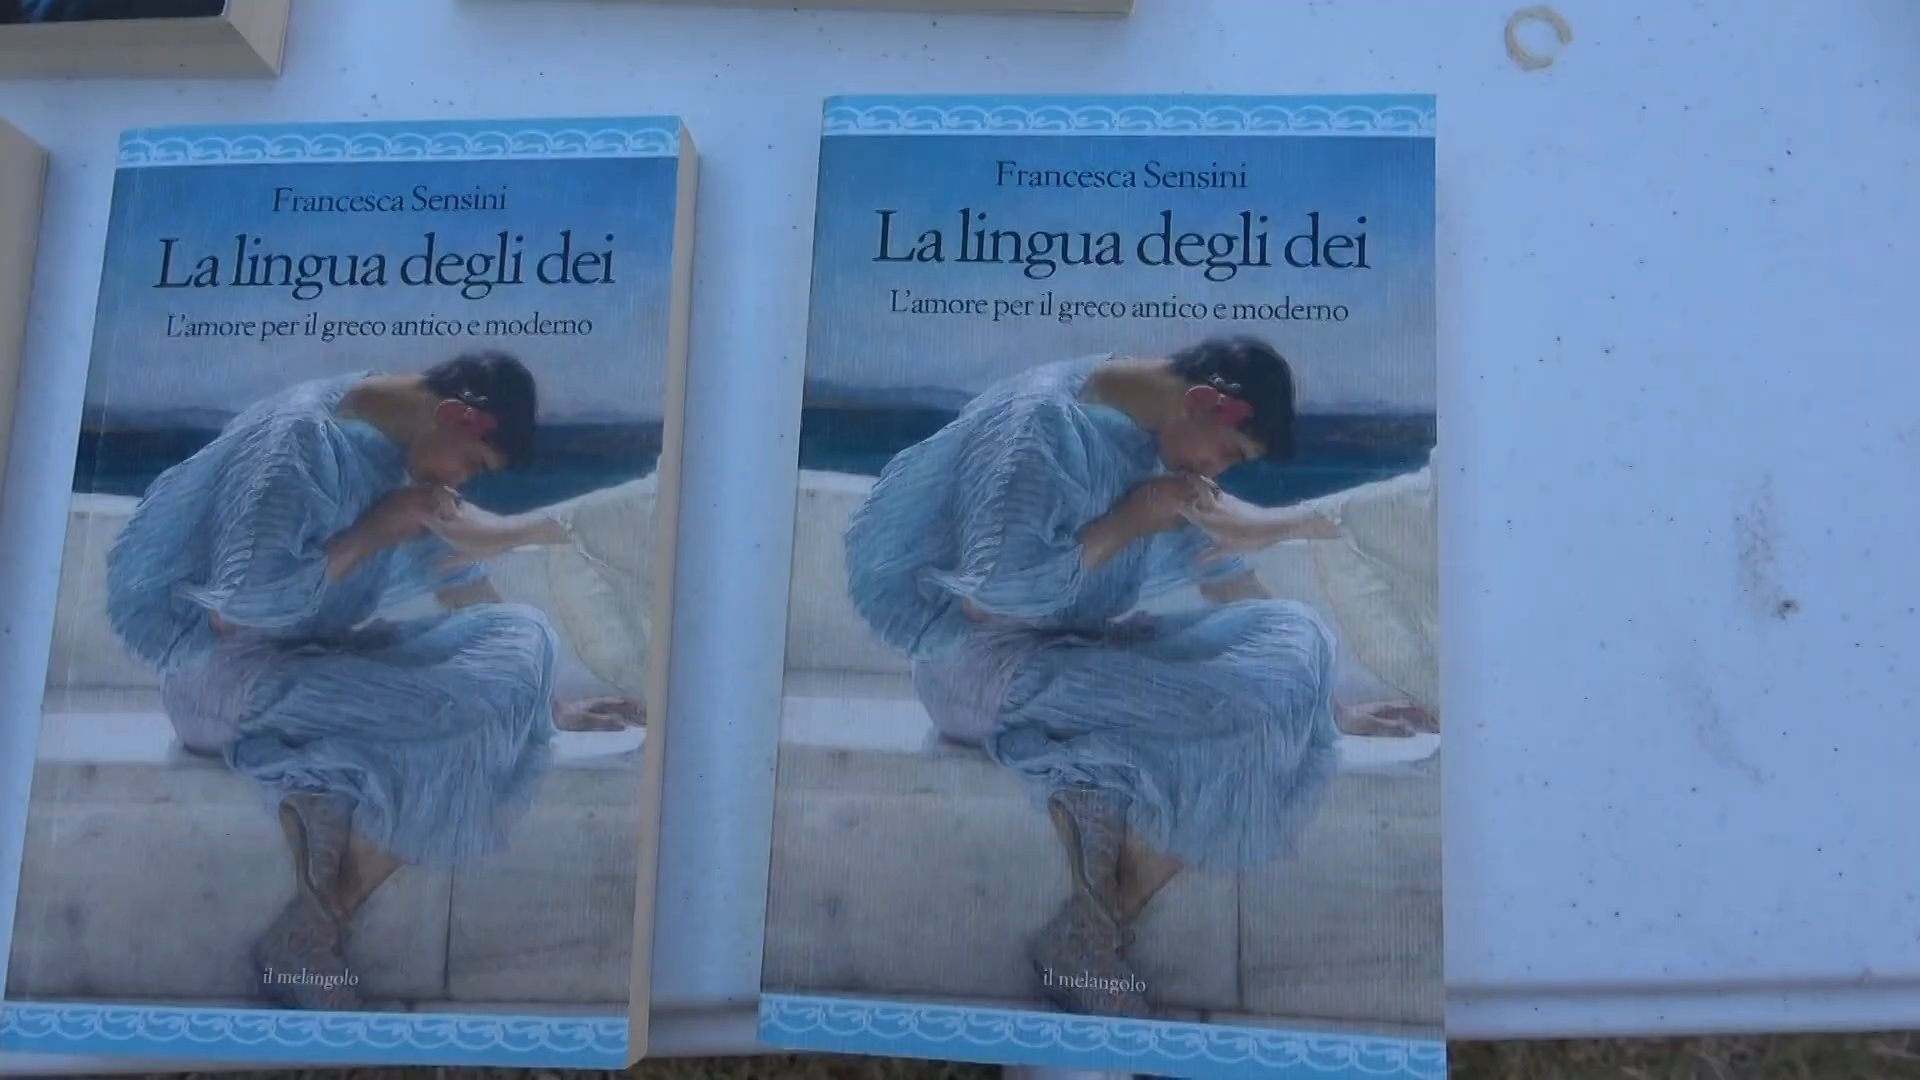 Francesca Sensini
La lingua degli dei
L'amore per il greco antico e moderno
il melangolo
Francesca Sensini
La lingua degli dei
L'amore per il greco antico e moderno
il melangolo